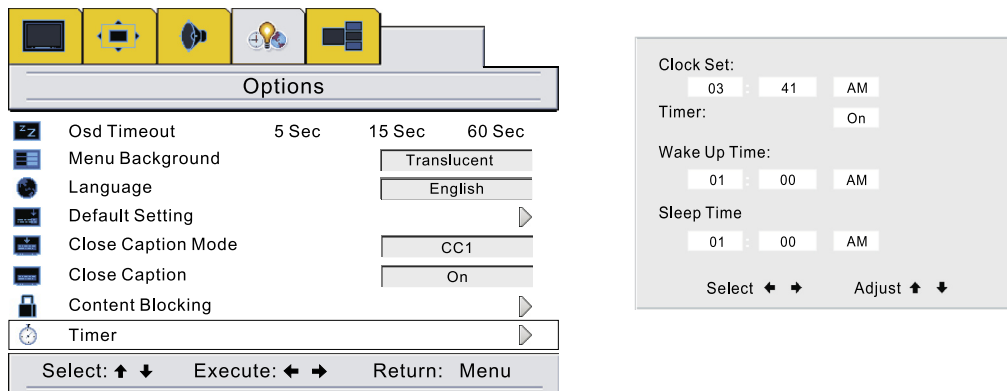 Options
Osd Timeout 5 Sec 15 Sec 60 Sec
Menu Background Translucent
Language English
Default Setting
Close Caption Mode CC1
Close Caption On
Content Blocking
Timer
Select: Execute: Return: Menu
Clock Set:
03 : 41 AM
Timer: On
Wake Up Time:
01 : 00 AM
Sleep Time
01 : 00 AM
Select Adjust